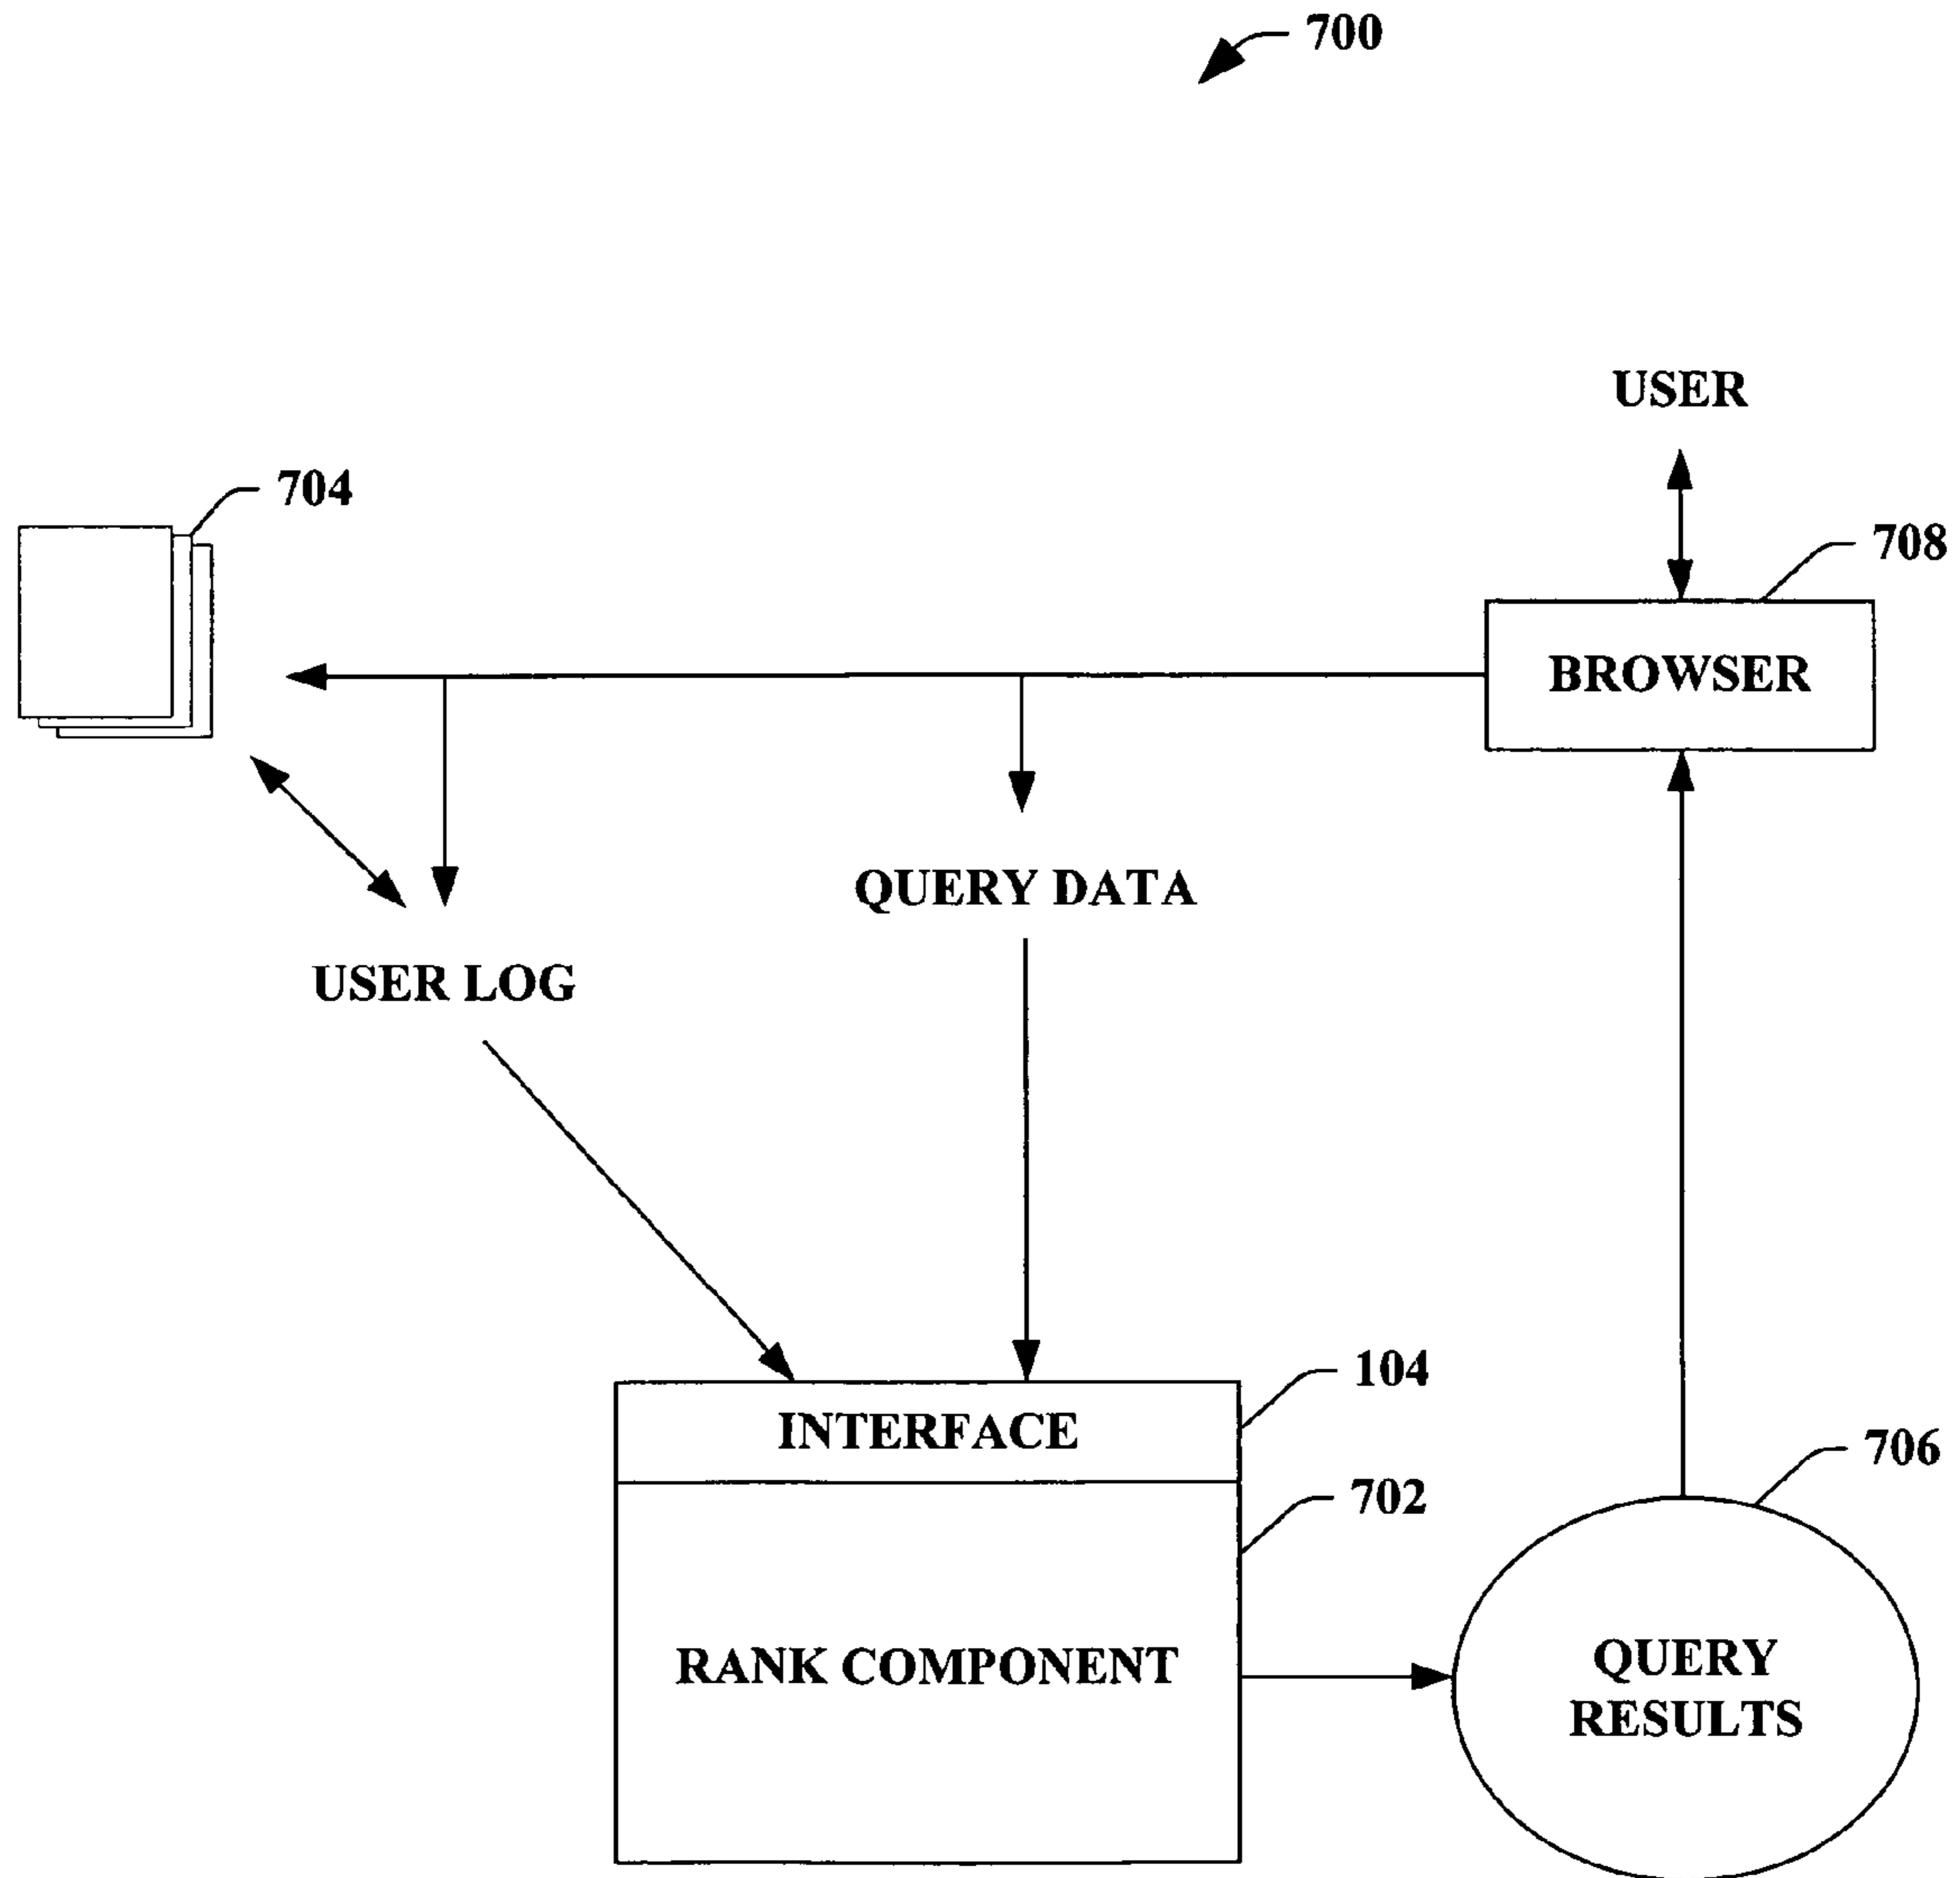 700
USER
704
708
BROWSER
QUERY DATA
USER LOG
104
INTERFACE
706
702
QUERY
RANK COMPONENT
RESULTS